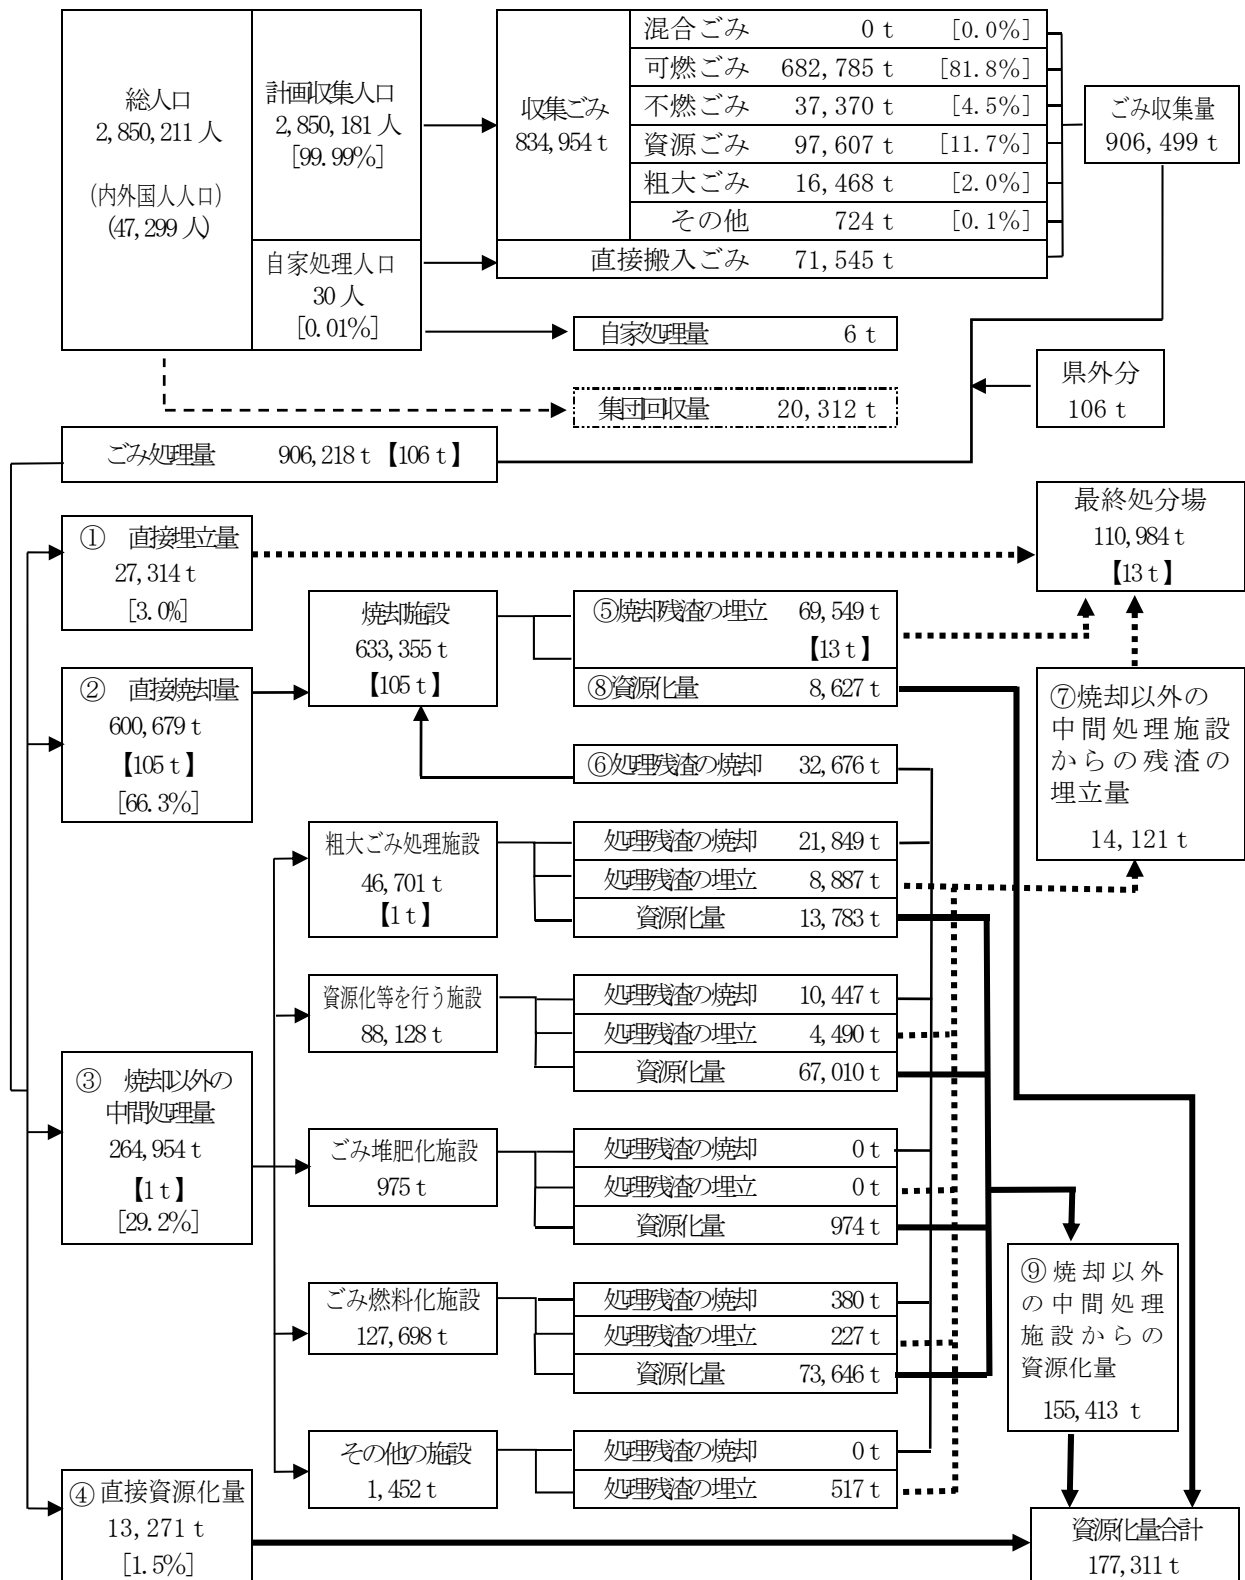 総人口
2,850,211 人
(内外国人人口)
(47,299 人)
計画収集人口
2,850,181 人
[99.99%]
自家処理人口
30 人
[0.01%]
収集ごみ
834,954 t
混合ごみ 0 t [0.0%]
可燃ごみ 682,785 t [81.8%]
不燃ごみ 37,370 t [4.5%]
資源ごみ 97,607 t [11.7%]
粗大ごみ 16,468 t [2.0%]
その他 724 t [0.1%]
直接搬入ごみ 71,545 t
ごみ収集量
906,499 t
自家処理量 6 t
集団回収量 20,312 t
県外分
106 t
ごみ処理量 906,218 t 【106 t】
① 直接埋立量
27,314 t
[3.0%]
最終処分場
110,984 t
【13 t】
② 直接焼却量
600,679 t
【105 t】
[66.3%]
焼却施設
633,355 t
【105 t】
⑤焼却残渣の埋立 69,549 t
【13 t】
⑧資源化量 8,627 t
⑥処理残渣の焼却 32,676 t
⑦焼却以外の
中間処理施設
からの残渣の
埋立量
14,121 t
粗大ごみ処理施設
46,701 t
【1 t】
処理残渣の焼却 21,849 t
処理残渣の埋立 8,887 t
資源化量 13,783 t
資源化等を行う施設
88,128 t
処理残渣の焼却 10,447 t
処理残渣の埋立 4,490 t
資源化量 67,010 t
③ 焼却以外の
中間処理量
264,954 t
【1 t】
[29.2%]
ごみ堆肥化施設
975 t
処理残渣の焼却 0 t
処理残渣の埋立 0 t
資源化量 974 t
ごみ燃料化施設
127,698 t
処理残渣の焼却 380 t
処理残渣の埋立 227 t
資源化量 73,646 t
⑨焼却以外
の中間処理
施設からの
資源化量
155,413 t
その他の施設
1,452 t
処理残渣の焼却 0 t
処理残渣の埋立 517 t
④ 直接資源化量
13,271 t
[1.5%]
資源化量合計
177,311 t